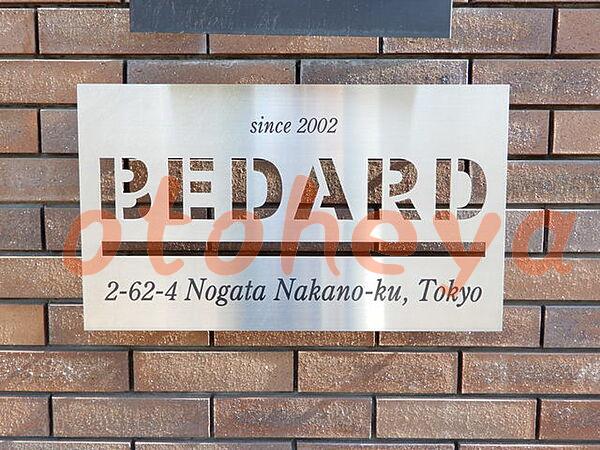 since 2002
BEDARD
otoheya
2-62-4 Nogata Nakano-ku, Tokyo